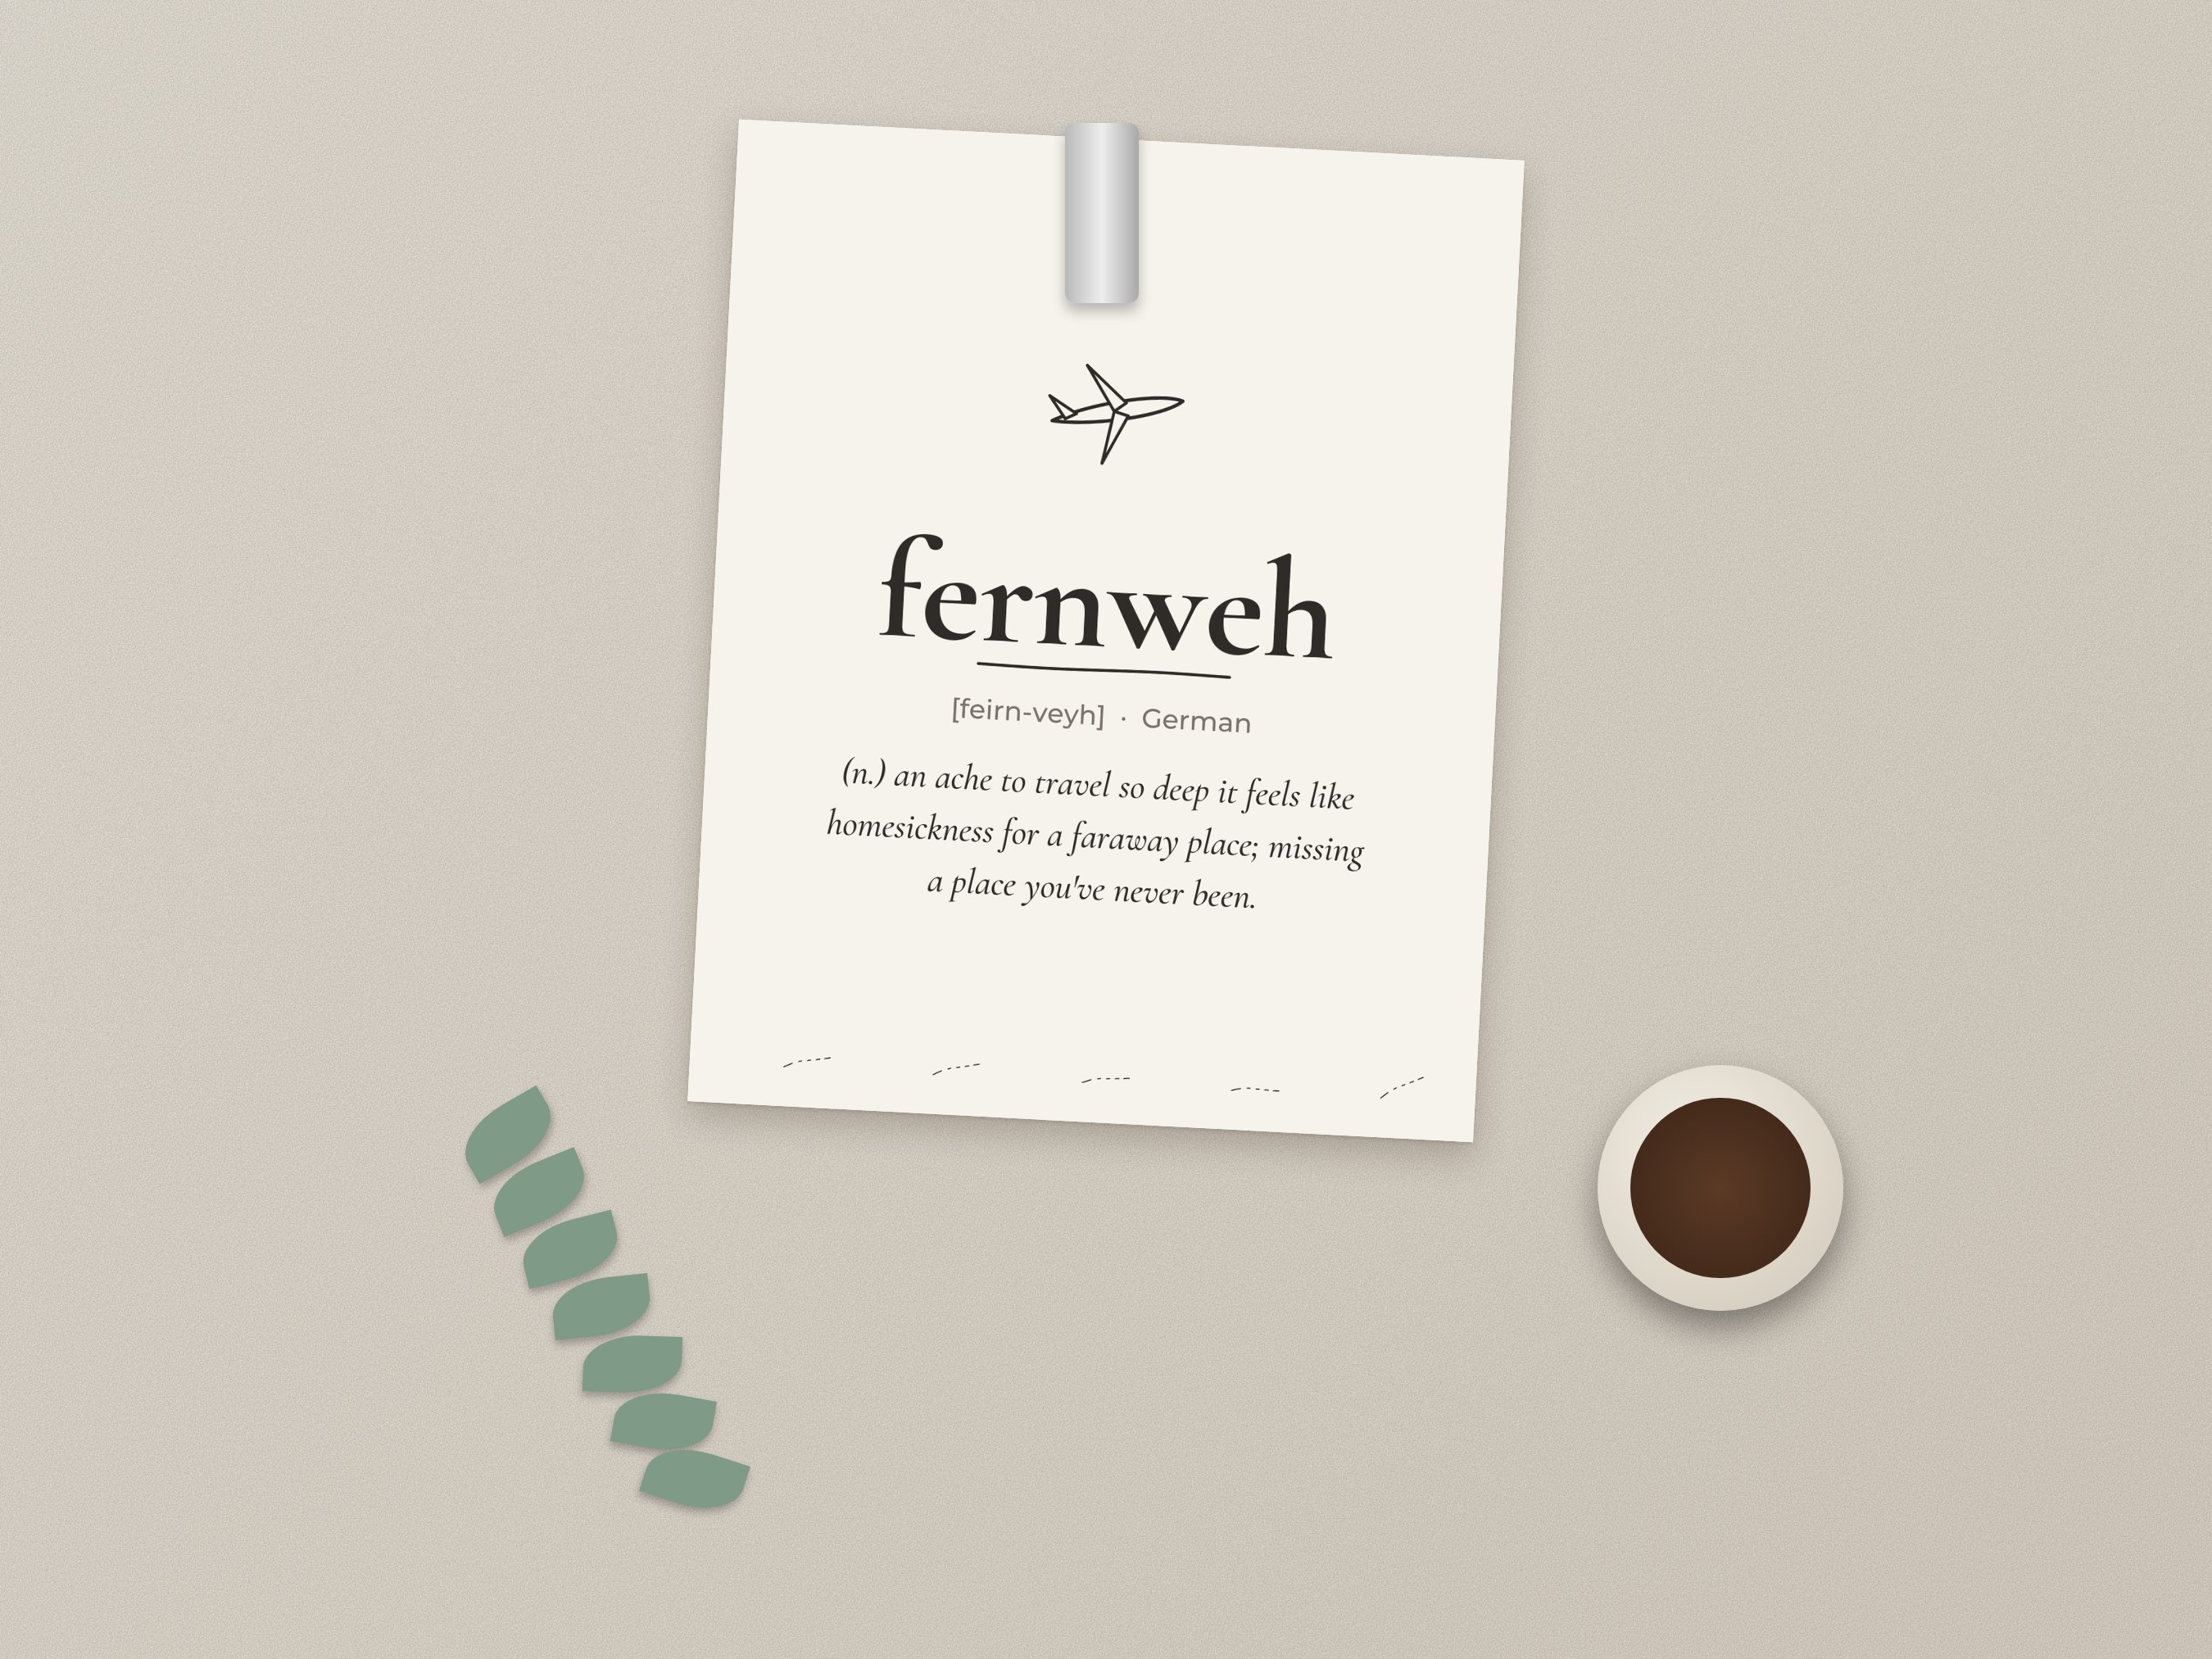 fernweh
[feirn-veyh] · German
(n.) an ache to travel so deep it feels like
homesickness for a faraway place; missing
a place you've never been.